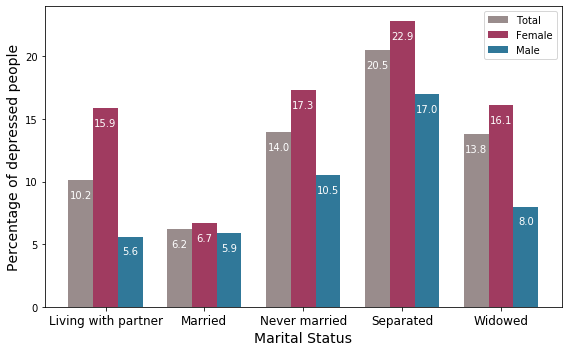 Total
Female
Male
Percentage of depressed people
20
15
10
5
0
10.2
15.9
5.6
6.2
6.7
5.9
14.0
17.3
10.5
20.5
22.9
17.0
13.8
16.1
8.0
Living with partner
Married
Never married
Separated
Widowed
Marital Status